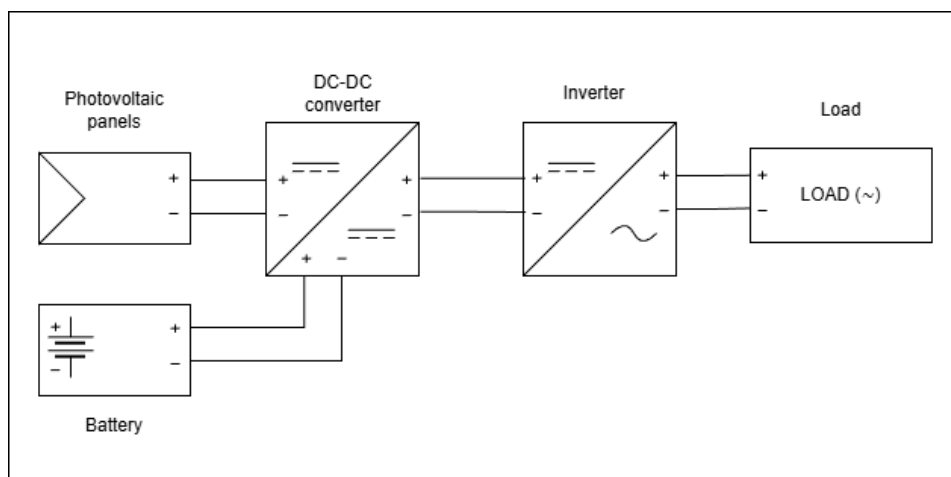 Photovoltaic
panels
DC-DC
converter
Inverter
Load
+
−
+
−
+
−
+
−
+
−
+
−
+
−
LOAD (~)
+
−
+
−
Battery